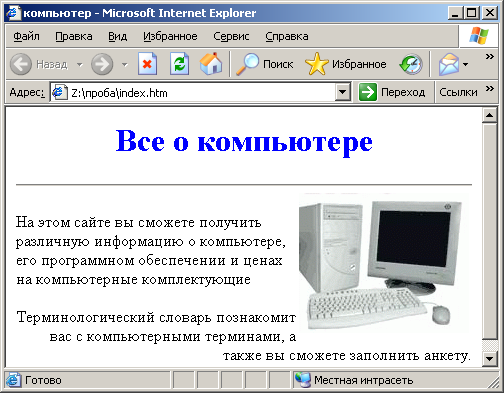 компьютер - Microsoft Internet Explorer
Файл Правка Вид Избранное Сервис Справка
Назад Поиск Избранное
Адрес: Z:\проба\index.htm Переход Ссылки
Все о компьютере
На этом сайте вы сможете получить
различную информацию о компьютере,
его программном обеспечении и ценах
на компьютерные комплектующие
Терминологический словарь познакомит
вас с компьютерными терминами, а
также вы сможете заполнить анкету.
Готово Местная интрасеть